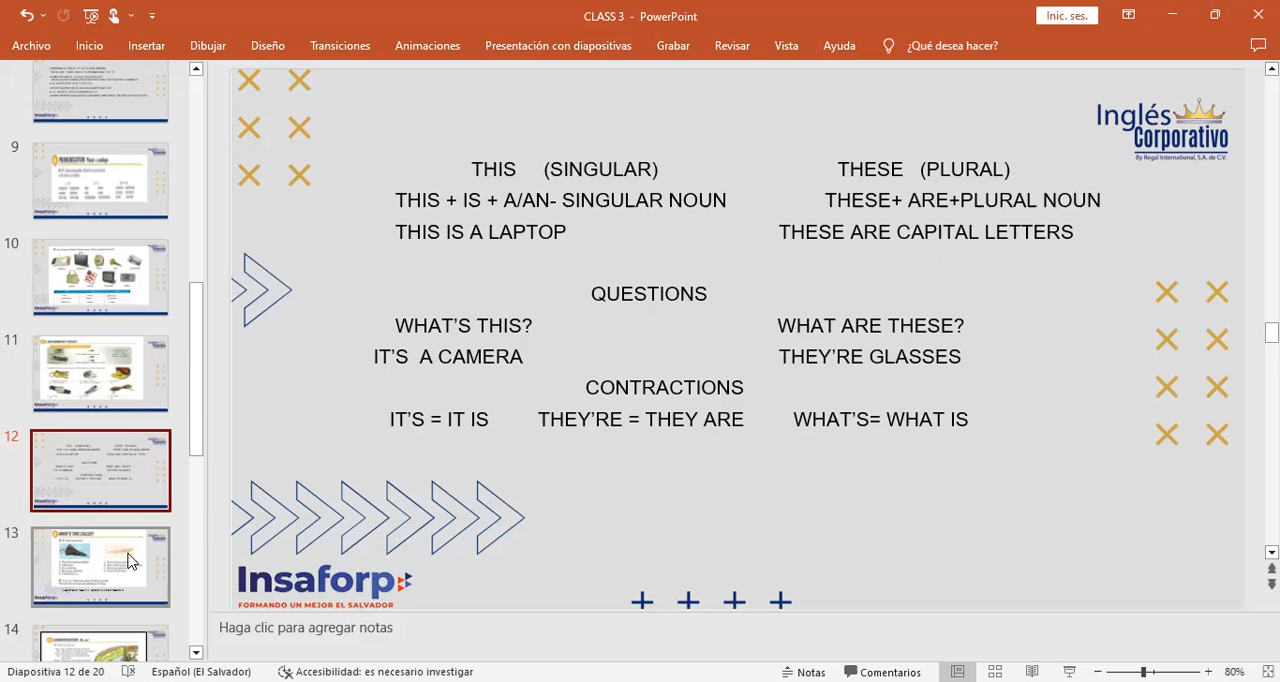 CLASS 3 - PowerPoint
Inic. ses.
Archivo Inicio Insertar Dibujar Diseño Transiciones Animaciones Presentación con diapositivas Grabar Revisar Vista Ayuda ¿Qué desea hacer?
Insaforp
9
10
11
12
13
WHAT'S THIS CALLED?
14
Inglés
Corporativo
By Regal International, S.A. de C.V.
THIS (SINGULAR) THESE (PLURAL)
THIS + IS + A/AN- SINGULAR NOUN THESE+ ARE+PLURAL NOUN
THIS IS A LAPTOP THESE ARE CAPITAL LETTERS
QUESTIONS
WHAT'S THIS? WHAT ARE THESE?
IT'S A CAMERA THEY'RE GLASSES
CONTRACTIONS
IT'S = IT IS THEY'RE = THEY ARE WHAT'S= WHAT IS
Insaforp
FORMANDO UN MEJOR EL SALVADOR
Haga clic para agregar notas
Diapositiva 12 de 20 Español (El Salvador) Accesibilidad: es necesario investigar Notas Comentarios 80%